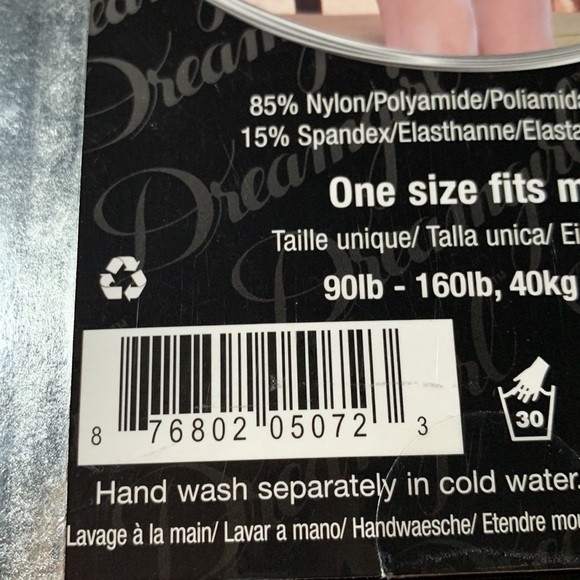 Dreamgirl
Dreamgirl
85% Nylon/Polyamide/Poliamida
15% Spandex/Elasthanne/Elasta
One size fits m
Taille unique/ Talla unica/ Ei
90lb - 160lb, 40kg
8 76802 05072 3
30
Hand wash separately in cold water.
Lavage à la main/ Lavar a mano/ Handwaesche/ Etendre mou